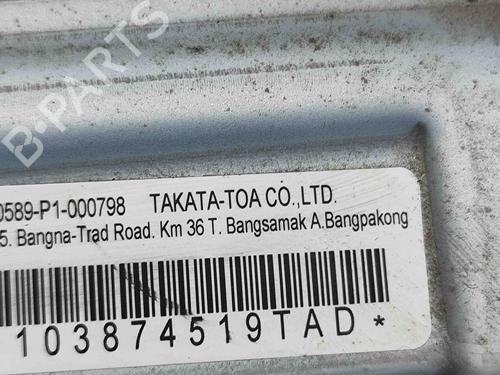 B-PARTS
0589-P1-000798 TAKATA-TOA CO.,LTD.
5. Bangna-Trad Road. Km 36 T. Bangsamak A.Bangpakong
103874519TAD*